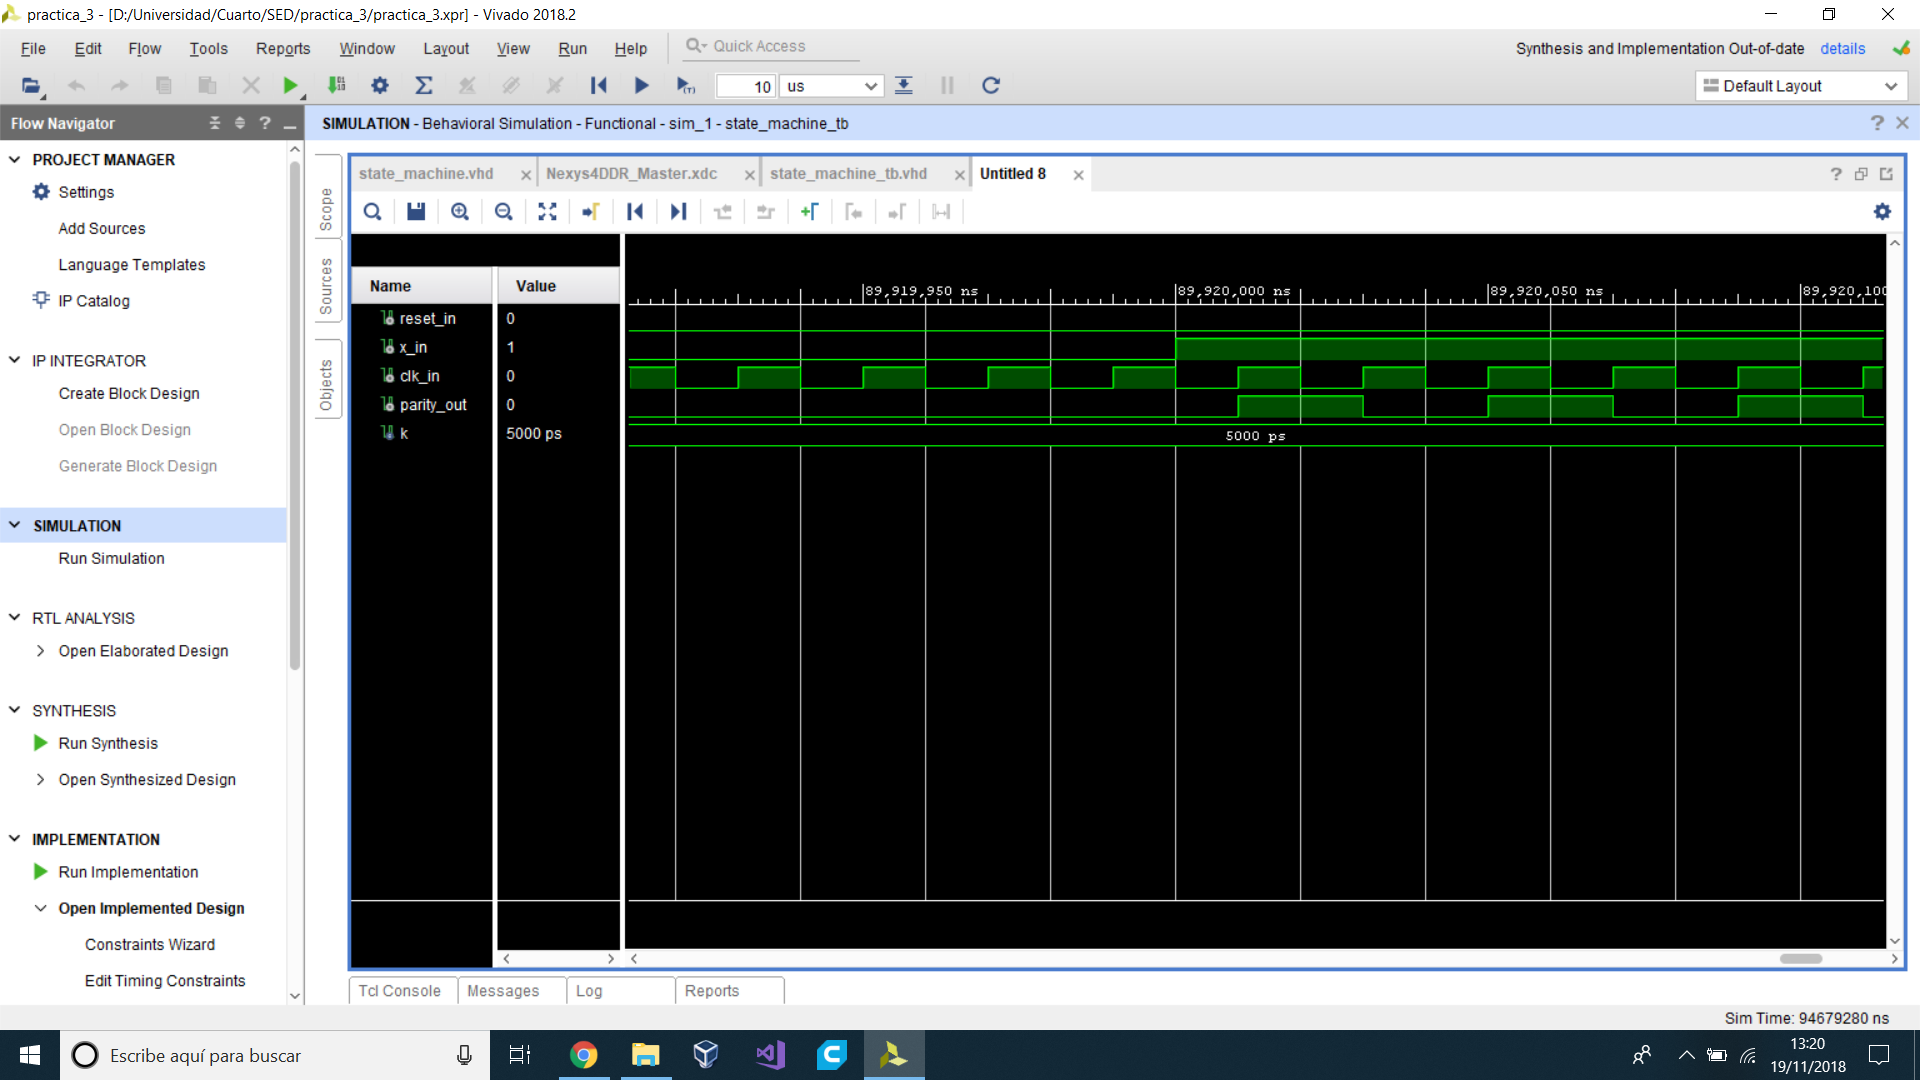 practica_3 - [D:/Universidad/Cuarto/SED/practica_3/practica_3.xpr] - Vivado 2018.2
File Edit Flow Tools Reports Window Layout View Run Help Quick Access
Synthesis and Implementation Out-of-date details
10 us
Default Layout
Flow Navigator
SIMULATION - Behavioral Simulation - Functional - sim_1 - state_machine_tb
PROJECT MANAGER
Settings
Add Sources
Language Templates
IP Catalog
IP INTEGRATOR
Create Block Design
Open Block Design
Generate Block Design
SIMULATION
Run Simulation
RTL ANALYSIS
Open Elaborated Design
SYNTHESIS
Run Synthesis
Open Synthesized Design
IMPLEMENTATION
Run Implementation
Open Implemented Design
Constraints Wizard
Edit Timing Constraints
Scope
Sources
Objects
state_machine.vhd Nexys4DDR_Master.xdc state_machine_tb.vhd Untitled 8
Name Value
89,919,950 ns 89,920,000 ns 89,920,050 ns 89,920,100
reset_in 0
x_in 1
clk_in 0
parity_out 0
k 5000 ps
5000 ps
Tcl Console Messages Log Reports
Sim Time: 94679280 ns
Escribe aquí para buscar
13:20
19/11/2018